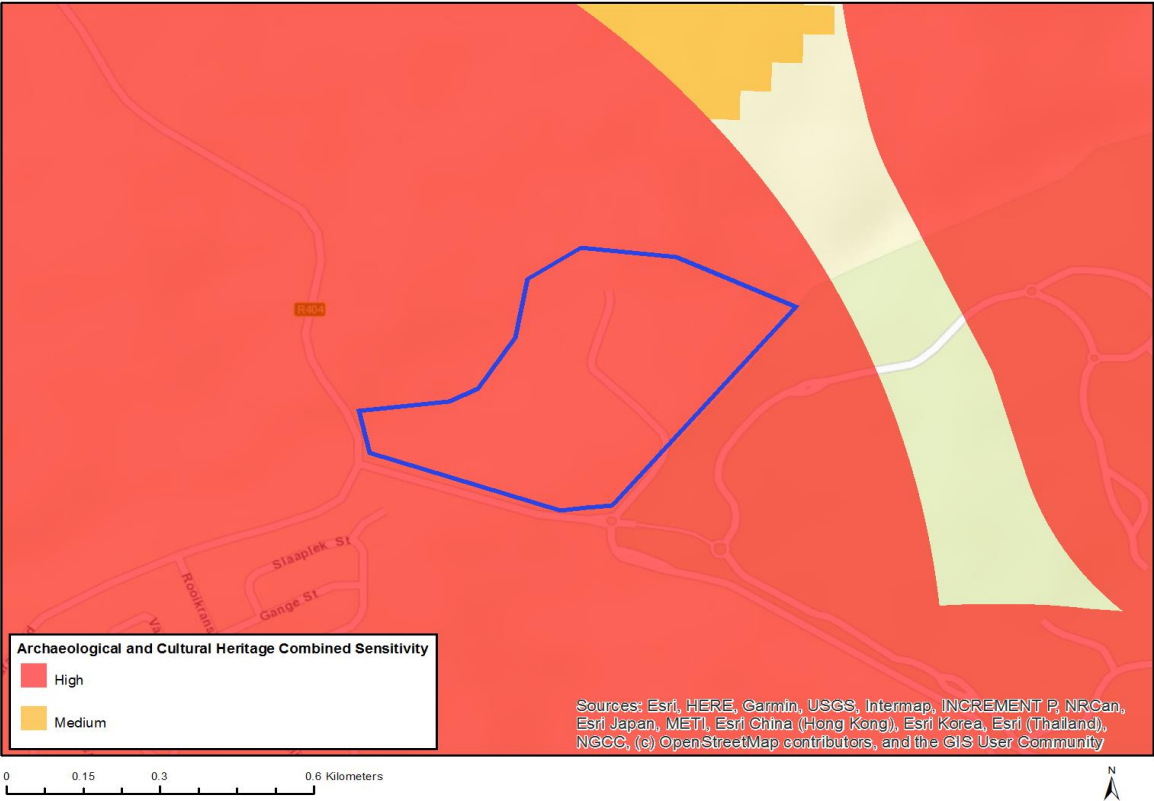 R404
Slaaplek St
Gange St
Rooikrans
Va
Archaeological and Cultural Heritage Combined Sensitivity
High
Medium
Sources: Esri, HERE, Garmin, USGS, Intermap, INCREMENT P, NRCan,
Esri Japan, METI, Esri China (Hong Kong), Esri Korea, Esri (Thailand),
NGCC, (c) OpenStreetMap contributors, and the GIS User Community
0 0.15 0.3 0.6 Kilometers
N